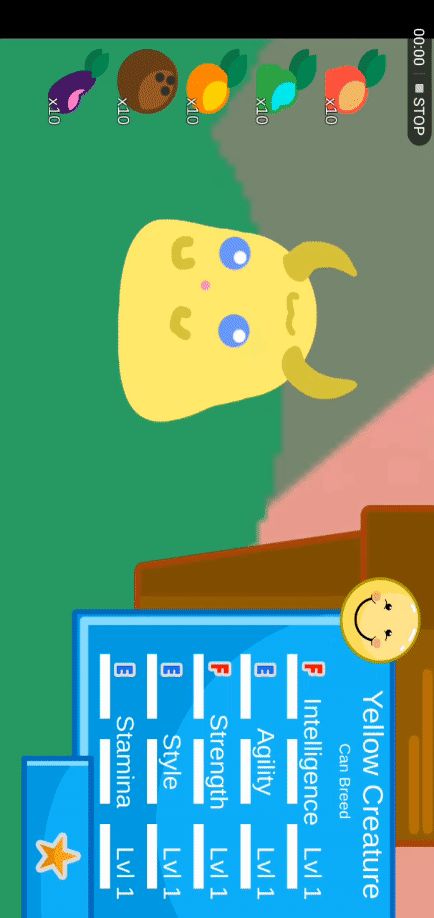 00:00 STOP
x10
x10
x10
x10
x10
Yellow Creature
Can Breed
F Intelligence Lvl 1
E Agility Lvl 1
F Strength Lvl 1
E Style Lvl 1
E Stamina Lvl 1